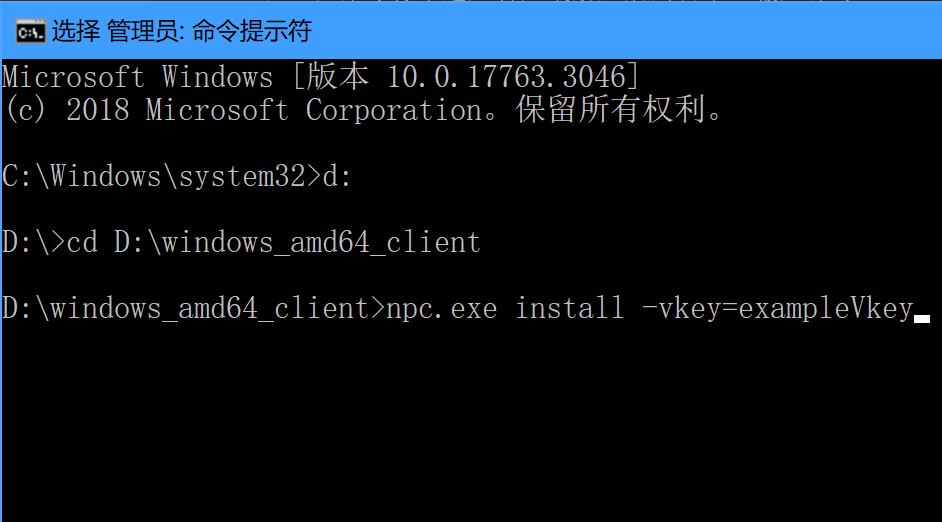 选择 管理员: 命令提示符
Microsoft Windows [版本 10.0.17763.3046]
(c) 2018 Microsoft Corporation。保留所有权利。
C:\Windows\system32>d:
D:\>cd D:\windows_amd64_client
D:\windows_amd64_client>npc.exe install -vkey=exampleVkey